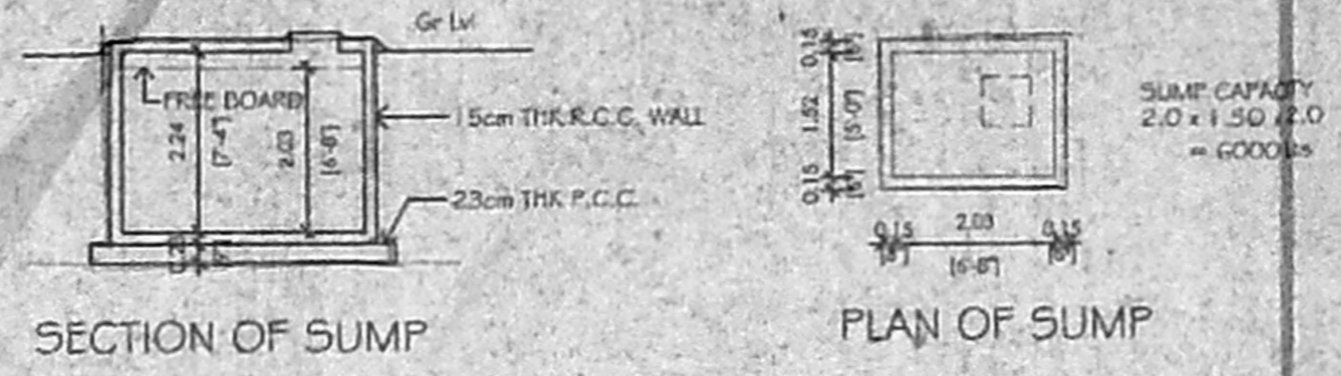 Gr Lvl
FREE BOARD
2.24
[7'-4"]
2.03
[6'-8"]
15cm THK R.C.C. WALL
23cm THK P.C.C.
SECTION OF SUMP
0.15
[6"]
1.52
[5'-0"]
0.15
[6"]
0.15
2.03
0.15
[6"]
[6'-8"]
[6"]
PLAN OF SUMP
SUMP CAPACITY
2.0 x 1.50 x 2.0
= 6000